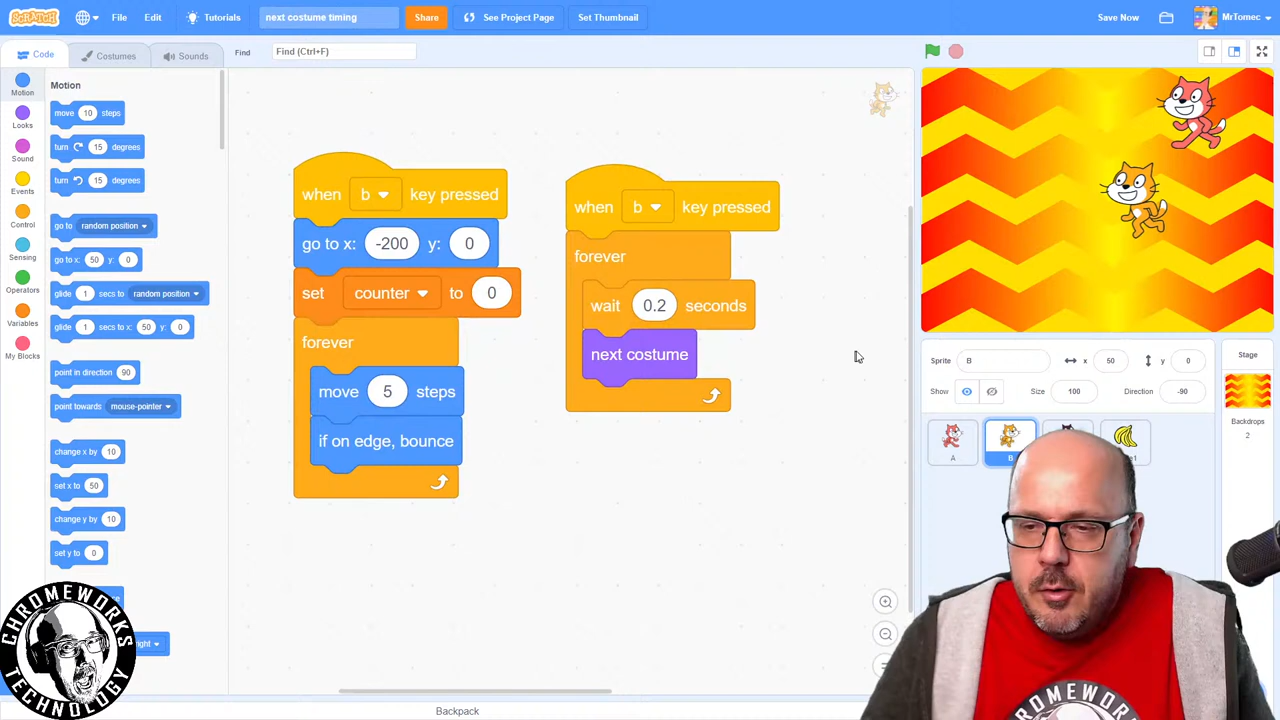 SCRATCH
File
Edit
Tutorials
next costume timing
Share
See Project Page
Set Thumbnail
Save Now
MrTomec
Code
Costumes
Sounds
Find
Find (Ctrl+F)
Motion
Looks
Sound
Events
Control
Sensing
Operators
Variables
My Blocks
Motion
move 10 steps
turn 15 degrees
turn 15 degrees
go to random position
go to x: 50 y: 0
glide 1 secs to random position
glide 1 secs to x: 50 y: 0
point in direction 90
point towards mouse-pointer
change x by 10
set x to 50
change y by 10
set y to 0
when b key pressed
go to x: -200 y: 0
set counter to 0
forever
move 5 steps
if on edge, bounce
when b key pressed
forever
wait 0.2 seconds
next costume
Sprite B
x 50
y 0
Show
Size 100
Direction -90
A
B
Stage
Backdrops
2
Backpack
CHROMEWORKS
TECHNOLOGY